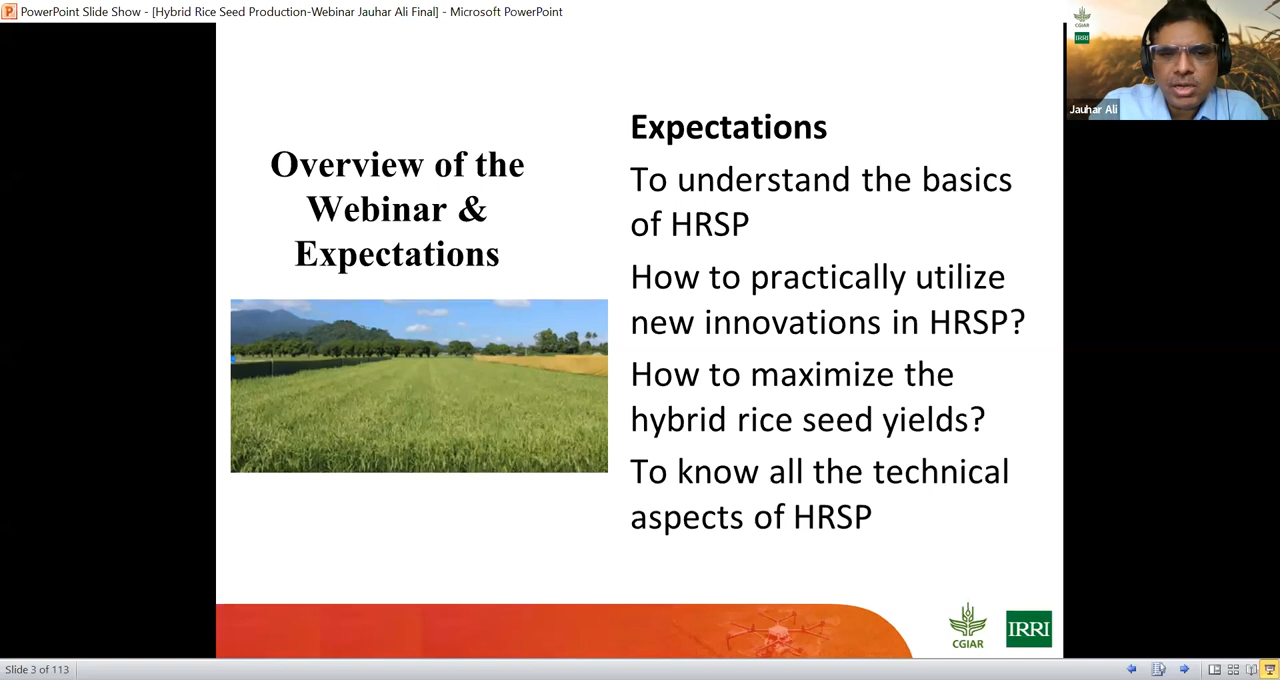 PowerPoint Slide Show - [Hybrid Rice Seed Production-Webinar Jauhar Ali Final] - Microsoft PowerPoint
CGIAR
IRRI
Jauhar Ali
Overview of the
Webinar &
Expectations
Expectations
To understand the basics
of HRSP
How to practically utilize
new innovations in HRSP?
How to maximize the
hybrid rice seed yields?
To know all the technical
aspects of HRSP
CGIAR
IRRI
Slide 3 of 113